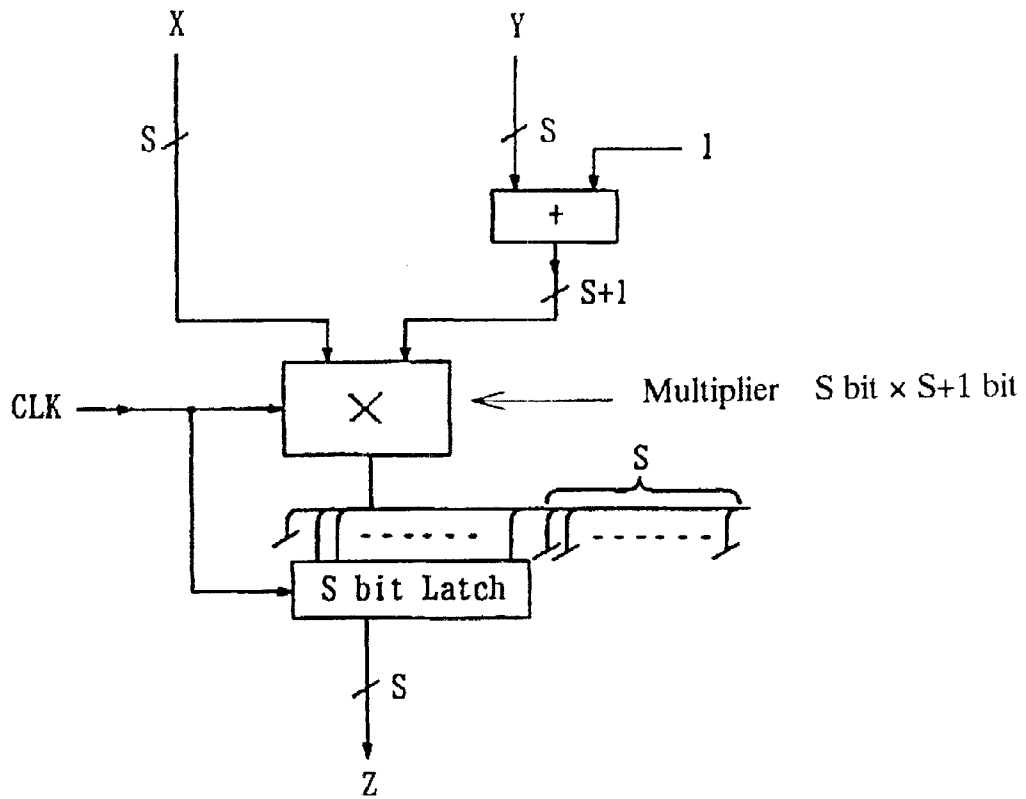 X
Y
S
S
1
+
S+1
CLK
×
Multiplier S bit × S+1 bit
S
S bit Latch
S
Z